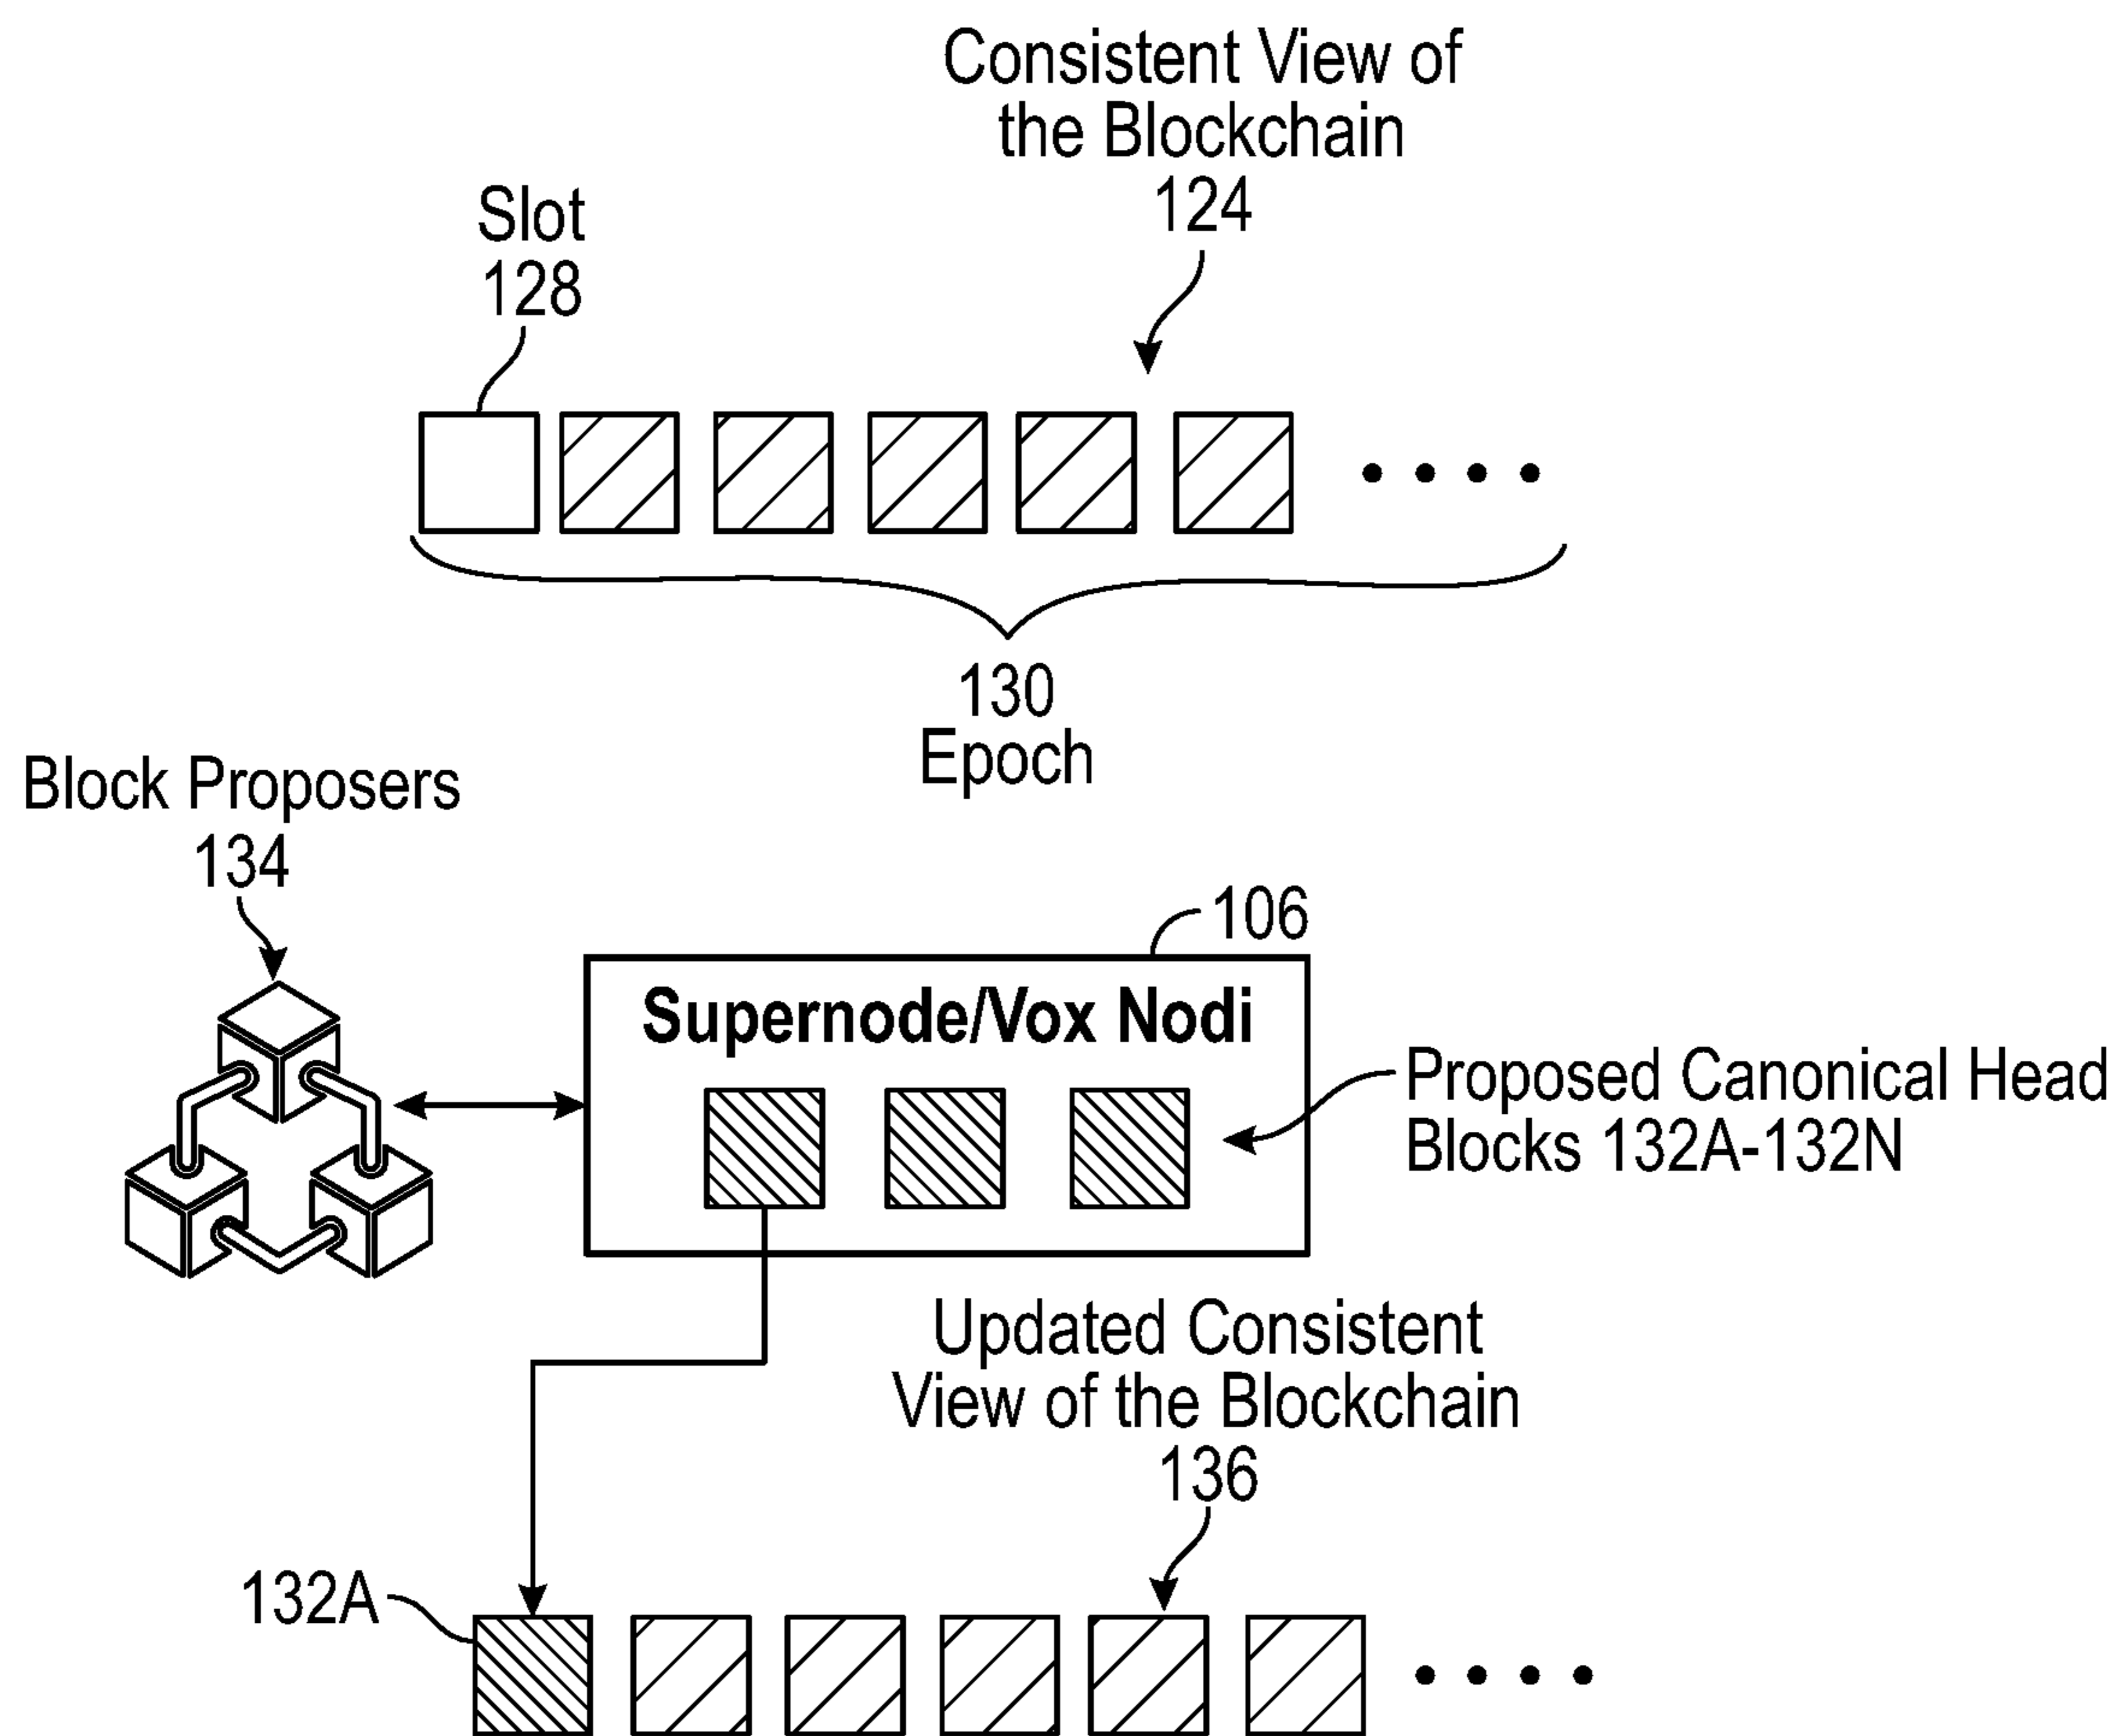 Consistent View of
the Blockchain
124
Slot
128
130
Epoch
Block Proposers
134
106
Supernode/Vox Nodi
Proposed Canonical Head
Blocks 132A-132N
Updated Consistent
View of the Blockchain
136
132A